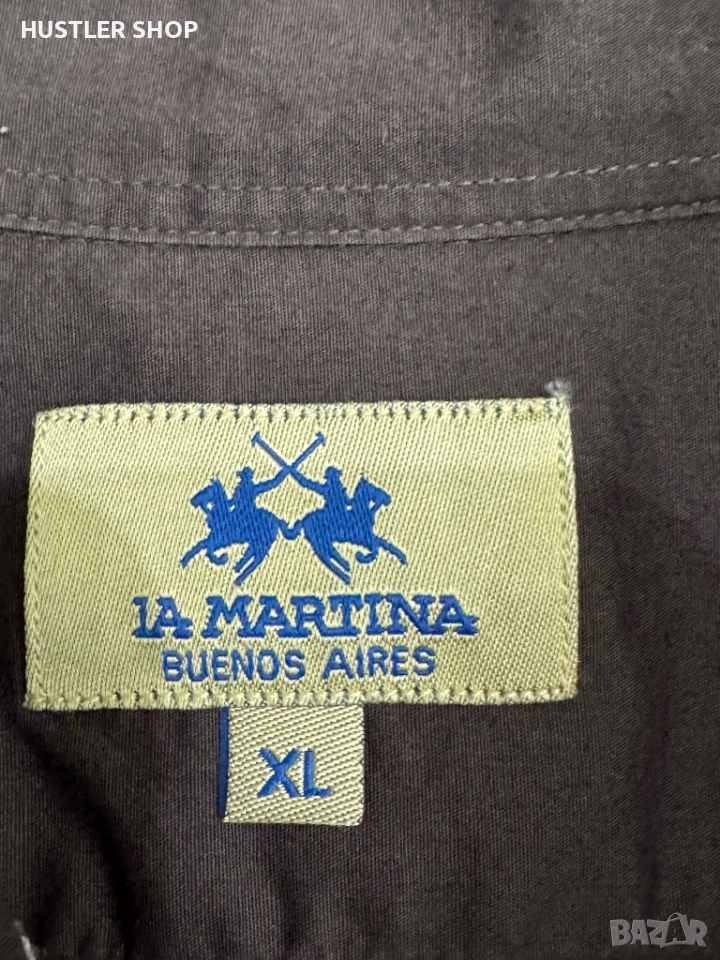 HUSTLER SHOP
LA MARTINA
BUENOS AIRES
XL
BAZAR